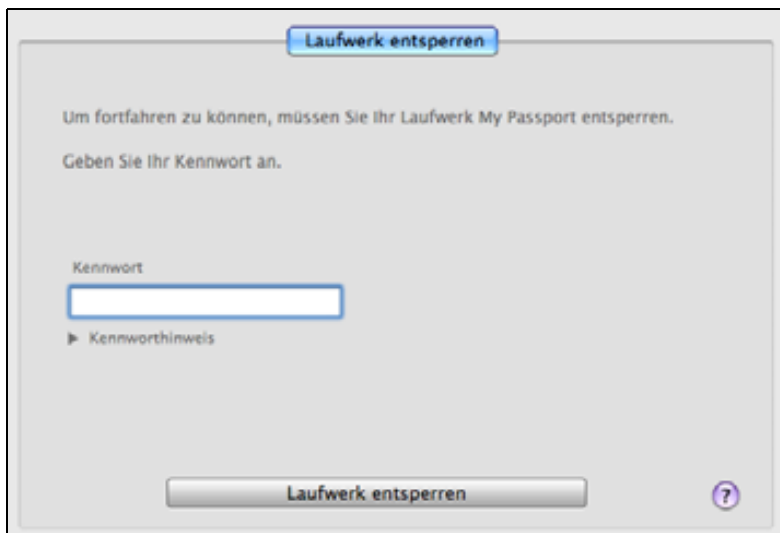 Laufwerk entsperren
Um fortfahren zu können, müssen Sie Ihr Laufwerk My Passport entsperren.
Geben Sie Ihr Kennwort an.
Kennwort
Kennworthinweis
Laufwerk entsperren
?